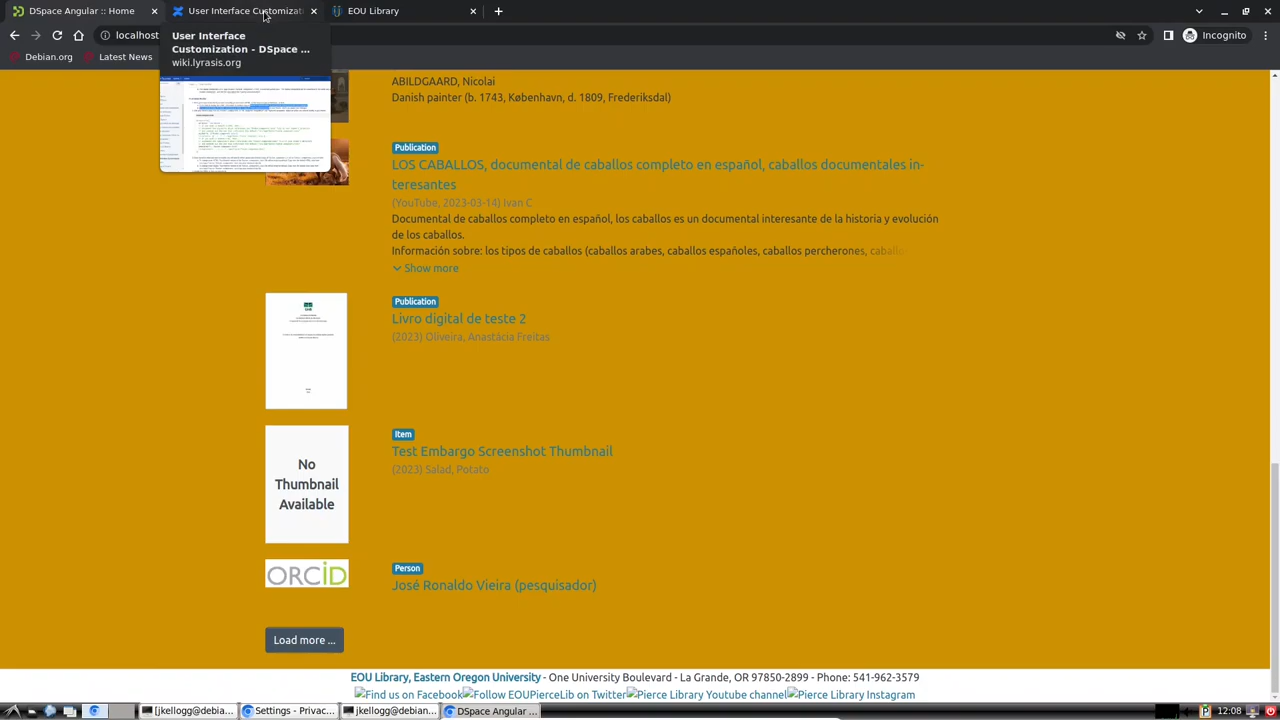 DSpace Angular :: Home
User Interface Customizati
EOU Library
localhost
Incognito
Debian.org
Latest News
User Interface
Customization - DSpace ...
wiki.lyrasis.org
ABILDGAARD, Nicolai
Danish painter (b. 1743, København, d. 1809, Frederiksdal)
Publication
LOS CABALLOS, documental de caballos completo en español, caballos documentales in-
teresantes
(YouTube, 2023-03-14) Ivan C
Documental de caballos completo en español, los caballos es un documental interesante de la historia y evolución
de los caballos.
Información sobre: los tipos de caballos (caballos arabes, caballos españoles, caballos percherones, caballos
Show more
Publication
Livro digital de teste 2
(2023) Oliveira, Anastácia Freitas
No
Thumbnail
Available
Item
Test Embargo Screenshot Thumbnail
(2023) Salad, Potato
ORCID
Person
José Ronaldo Vieira (pesquisador)
Load more ...
EOU Library, Eastern Oregon University - One University Boulevard - La Grande, OR 97850-2899 - Phone: 541-962-3579
Find us on Facebook Follow EOUPierceLib on Twitter Pierce Library Youtube channel Pierce Library Instagram
[jkellogg@debia...
Settings - Privac...
jkellogg@debian...
DSpace Angular ...
12:08